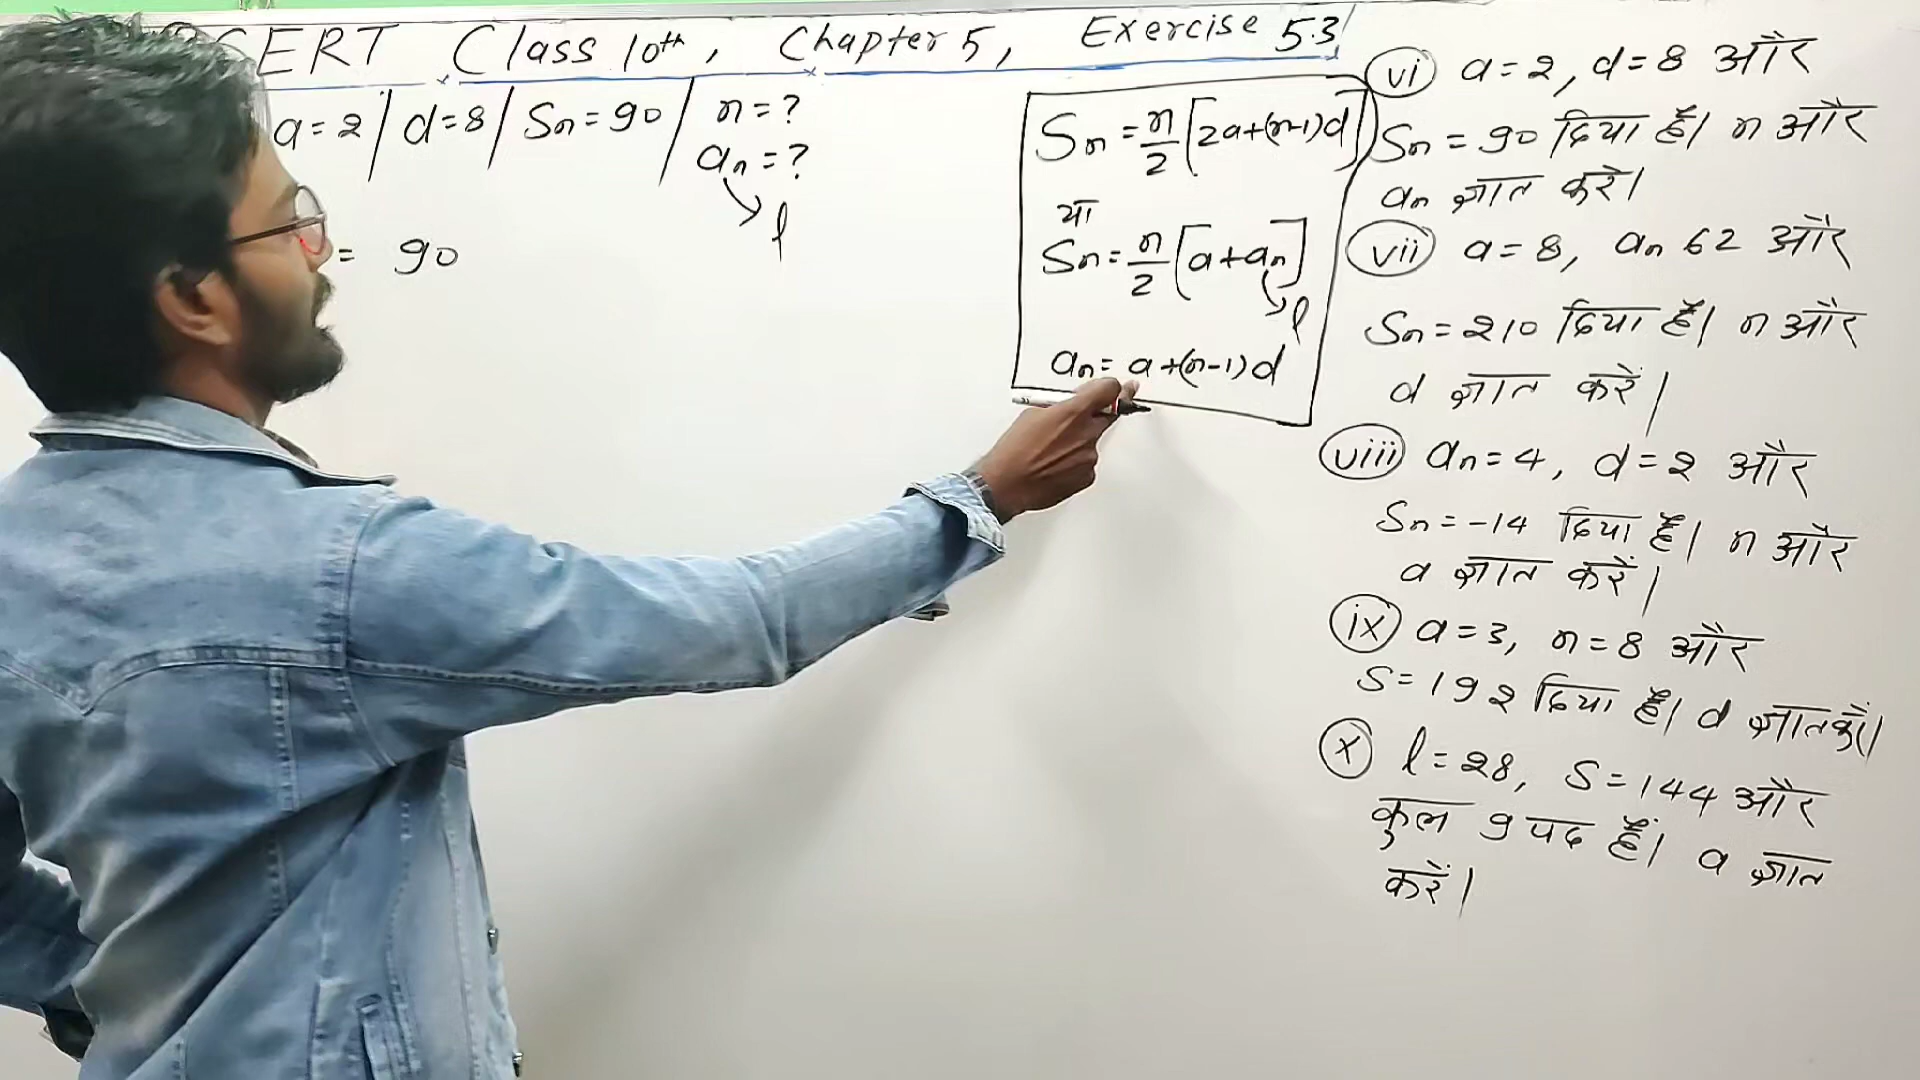 CERT Class 10th, Chapter 5, Exercise 5.3
a=2 | d=8 | Sn=90 | n=?
an=?
l
= 90
Sn = n/2 [2a+(n-1)d]
या
Sn = n/2 [a+an]
l
an = a+(n-1)d
(vi) a=2, d=8 और
Sn=90 दिया है। n और
an ज्ञात करें।
(vii) a=8, an 62 और
Sn=210 दिया है। n और
d ज्ञात करें।
(viii) an=4, d=2 और
Sn=-14 दिया है। n और
a ज्ञात करें।
(ix) a=3, n=8 और
S=192 दिया है। d ज्ञात करें।
(x) l=28, S=144 और
कुल 9 पद हैं। a ज्ञात
करें।